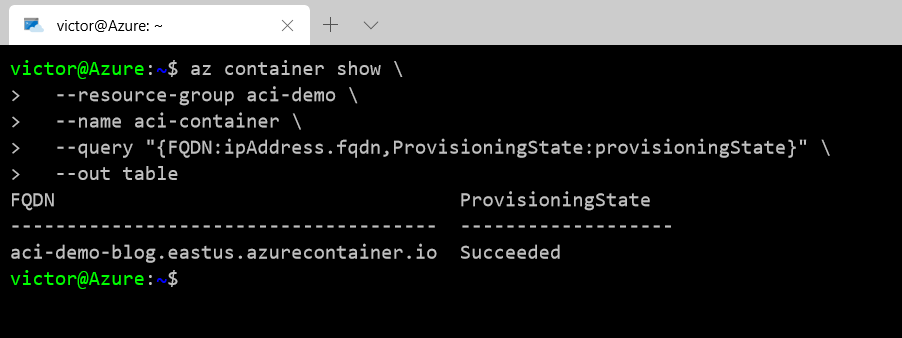 victor@Azure: ~
victor@Azure:~$ az container show \
>   --resource-group aci-demo \
>   --name aci-container \
>   --query "{FQDN:ipAddress.fqdn,ProvisioningState:provisioningState}" \
>   --out table
FQDN                                    ProvisioningState
--------------------------------------  -------------------
aci-demo-blog.eastus.azurecontainer.io  Succeeded
victor@Azure:~$